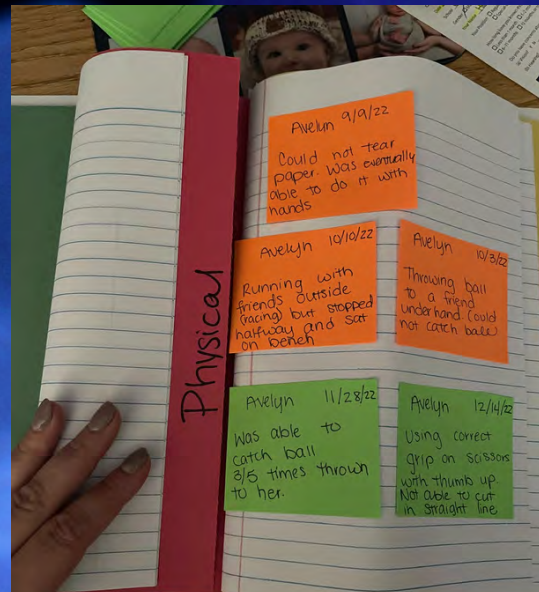 Physical
Avelyn 9/9/22
Could not tear
paper. Was eventually
able to do it with
hands
Avelyn 10/10/22
Running with
friends outside
(racing) but stopped
halfway and sat
on bench
Avelyn 10/3/22
Throwing ball
to a friend
underhand. Could
not catch ball
Avelyn 11/28/22
Was able to
catch ball
3/5 times thrown
to her.
Avelyn 12/14/22
Using correct
grip on scissors
with thumb up.
Not able to cut
in straight line